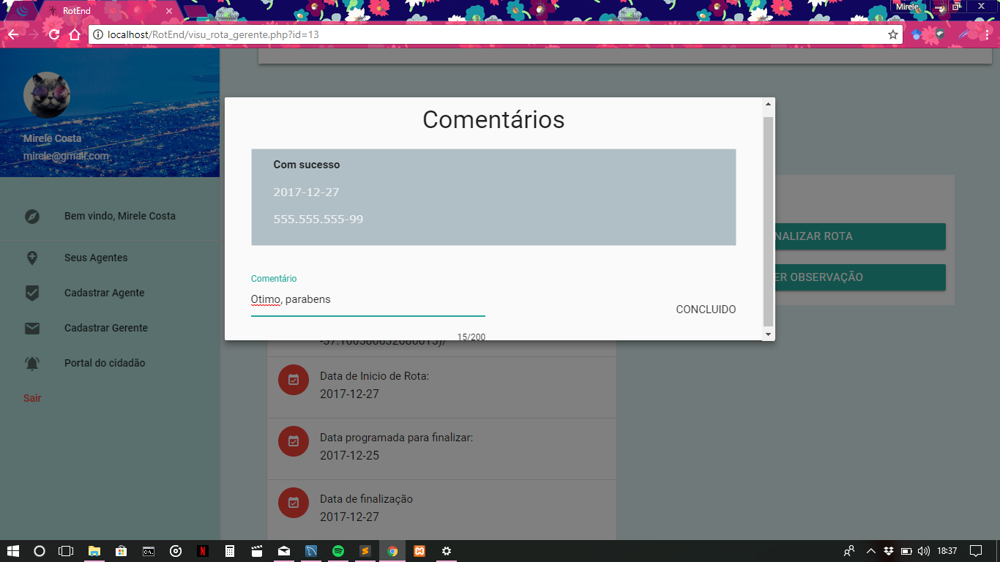 RotEnd
Mirele
localhost/RotEnd/visu_rota_gerente.php?id=13
Mirele Costa
mirele@gmail.com
Bem vindo, Mirele Costa
Seus Agentes
Cadastrar Agente
Cadastrar Gerente
Portal do cidadão
Sair
Comentários
Com sucesso
2017-12-27
555.555.555-99
Comentário
Otimo, parabens
CONCLUIDO
15/200
NALIZAR ROTA
ER OBSERVAÇÃO
Data de Inicio de Rota:
2017-12-27
Data programada para finalizar:
2017-12-25
Data de finalização
2017-12-27
18:37